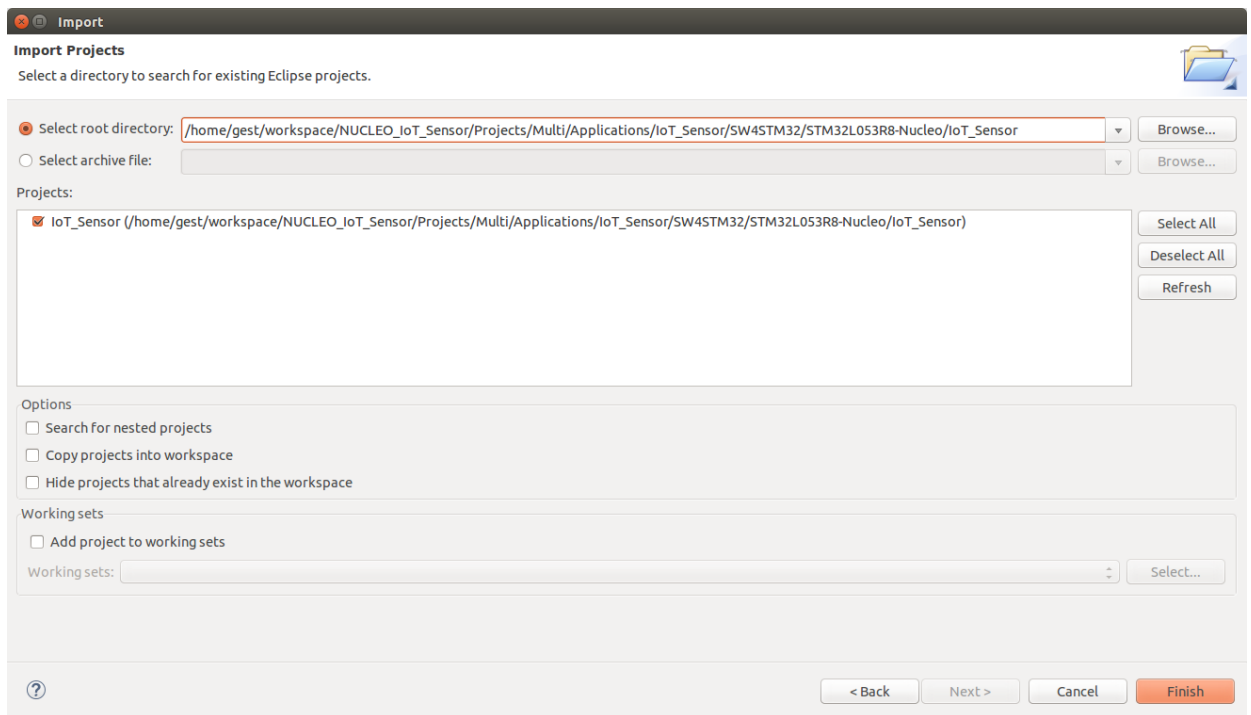 Import
Import Projects
Select a directory to search for existing Eclipse projects.
Select root directory: /home/gest/workspace/NUCLEO_IoT_Sensor/Projects/Multi/Applications/IoT_Sensor/SW4STM32/STM32L053R8-Nucleo/IoT_Sensor Browse...
Select archive file: Browse...
Projects:
IoT_Sensor (/home/gest/workspace/NUCLEO_IoT_Sensor/Projects/Multi/Applications/IoT_Sensor/SW4STM32/STM32L053R8-Nucleo/IoT_Sensor)
Select All
Deselect All
Refresh
Options
Search for nested projects
Copy projects into workspace
Hide projects that already exist in the workspace
Working sets
Add project to working sets
Working sets: Select...
? < Back Next > Cancel Finish